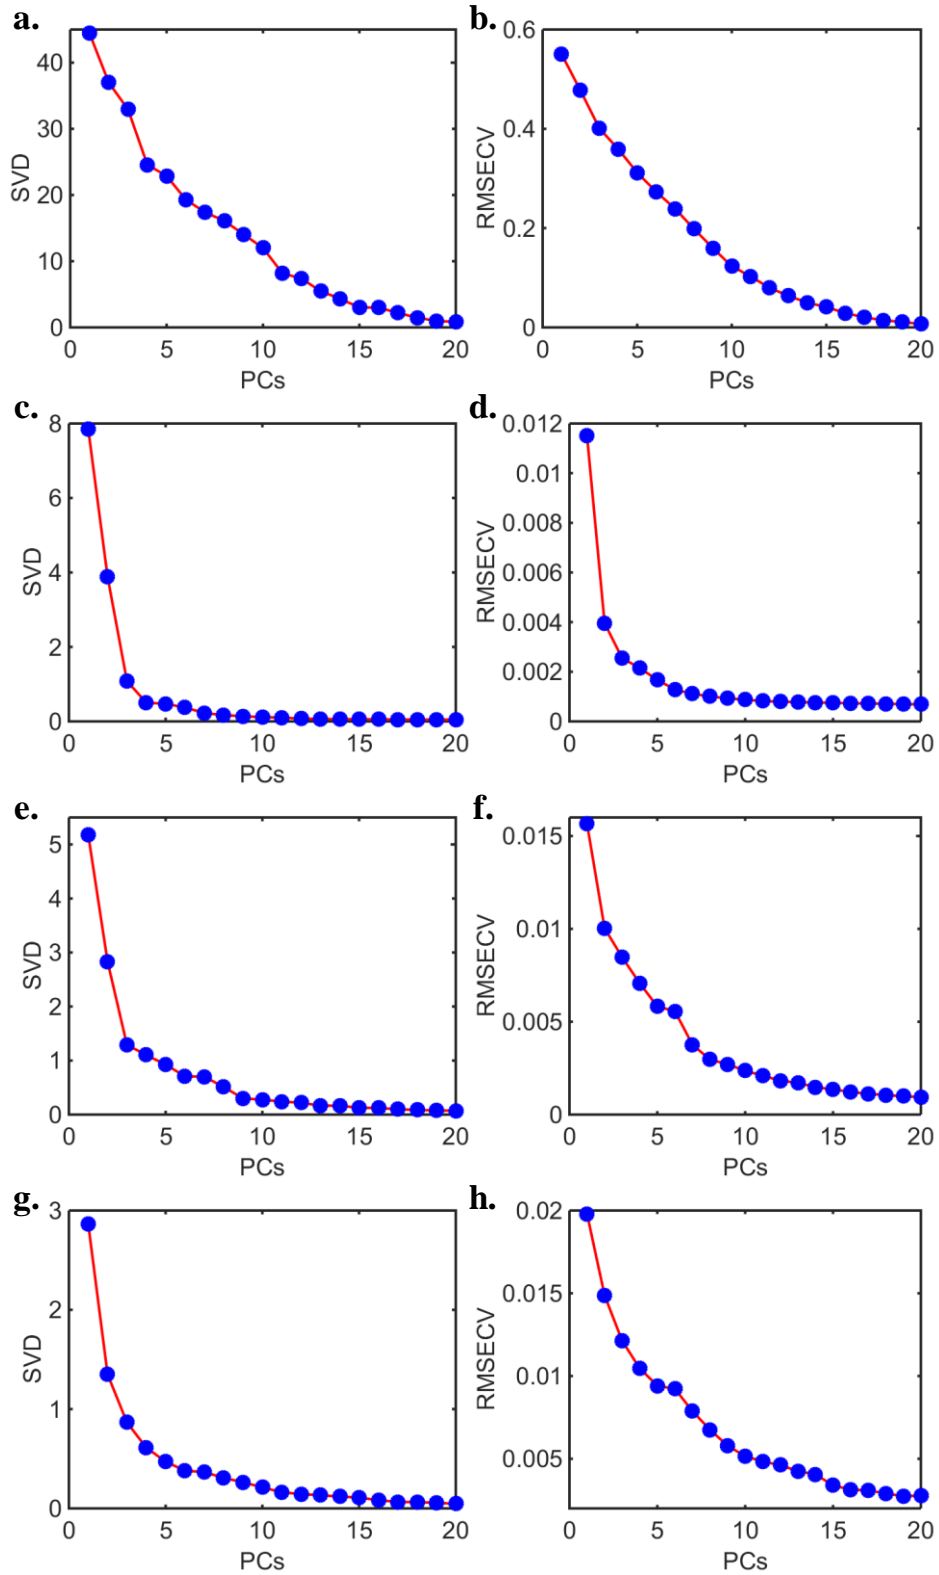 a.
SVD
40
30
20
10
0
0 5 10 15 20
PCs
b.
RMSECV
0.6
0.4
0.2
0
0 5 10 15 20
PCs
c.
SVD
8
6
4
2
0
0 5 10 15 20
PCs
d.
RMSECV
0.012
0.01
0.008
0.006
0.004
0.002
0
0 5 10 15 20
PCs
e.
SVD
5
4
3
2
1
0
0 5 10 15 20
PCs
f.
RMSECV
0.015
0.01
0.005
0
0 5 10 15 20
PCs
g.
SVD
3
2
1
0
0 5 10 15 20
PCs
h.
RMSECV
0.02
0.015
0.01
0.005
0 5 10 15 20
PCs